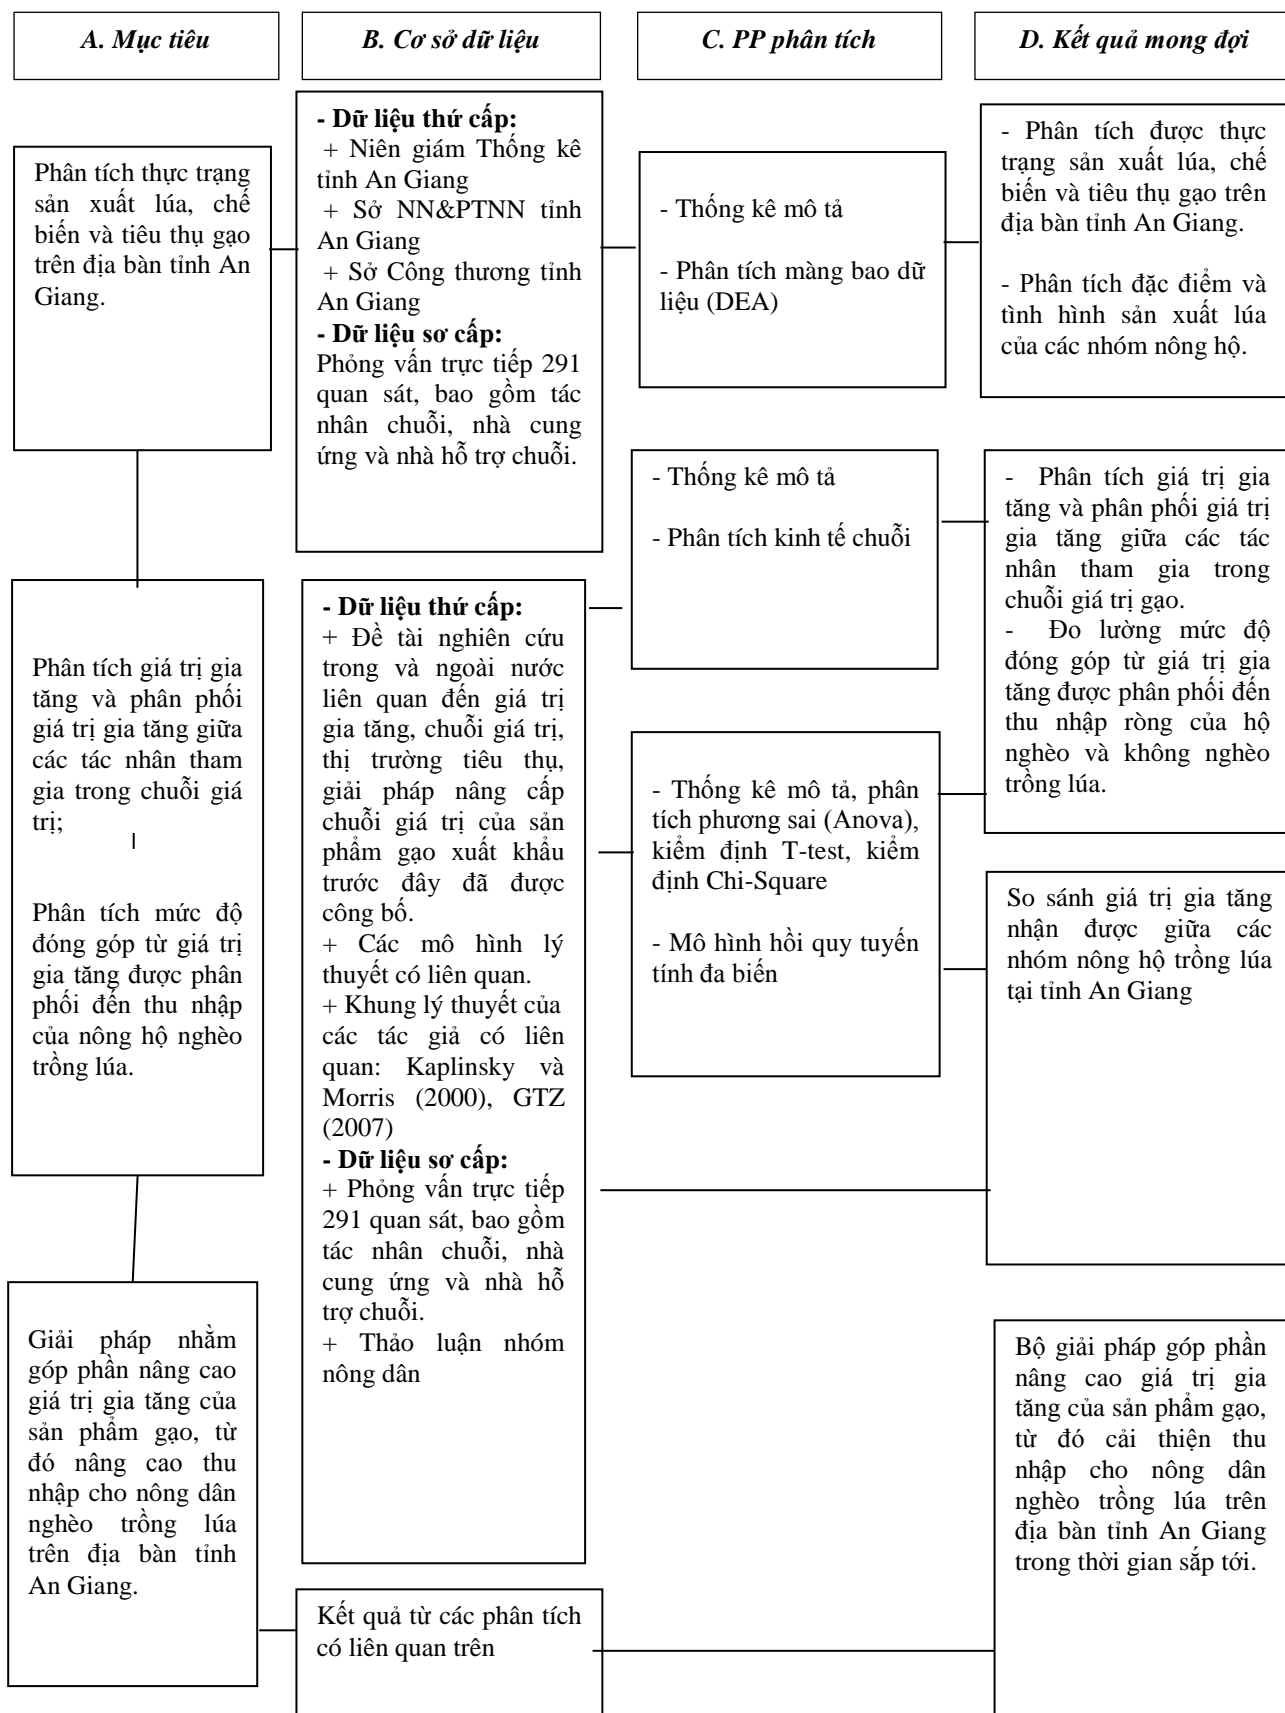 A. Mục tiêu
B. Cơ sở dữ liệu
C. PP phân tích
D. Kết quả mong đợi
Phân tích thực trạng
sản xuất lúa, chế
biến và tiêu thụ gạo
trên địa bàn tỉnh An
Giang.
- Dữ liệu thứ cấp:
+ Niên giám Thống kê
tỉnh An Giang
+ Sở NN&PTNN tỉnh
An Giang
+ Sở Công thương tỉnh
An Giang
- Dữ liệu sơ cấp:
Phỏng vấn trực tiếp 291
quan sát, bao gồm tác
nhân chuỗi, nhà cung
ứng và nhà hỗ trợ chuỗi.
- Thống kê mô tả
- Phân tích màng bao dữ
liệu (DEA)
- Phân tích được thực
trạng sản xuất lúa, chế
biến và tiêu thụ gạo trên
địa bàn tỉnh An Giang.
- Phân tích đặc điểm và
tình hình sản xuất lúa
của các nhóm nông hộ.
Phân tích giá trị gia
tăng và phân phối
giá trị gia tăng giữa
các tác nhân tham
gia trong chuỗi giá
trị;
Phân tích mức độ
đóng góp từ giá trị
gia tăng được phân
phối đến thu nhập
của nông hộ nghèo
trồng lúa.
- Dữ liệu thứ cấp:
+ Đề tài nghiên cứu
trong và ngoài nước
liên quan đến giá trị
gia tăng, chuỗi giá trị,
thị trường tiêu thụ,
giải pháp nâng cấp
chuỗi giá trị của sản
phẩm gạo xuất khẩu
trước đây đã được
công bố.
+ Các mô hình lý
thuyết có liên quan.
+ Khung lý thuyết của
các tác giả có liên
quan: Kaplinsky và
Morris (2000), GTZ
(2007)
- Dữ liệu sơ cấp:
+ Phỏng vấn trực tiếp
291 quan sát, bao gồm
tác nhân chuỗi, nhà
cung ứng và nhà hỗ
trợ chuỗi.
+ Thảo luận nhóm
nông dân
- Thống kê mô tả
- Phân tích kinh tế chuỗi
- Thống kê mô tả, phân
tích phương sai (Anova),
kiểm định T-test, kiểm
định Chi-Square
- Mô hình hồi quy tuyến
tính đa biến
- Phân tích giá trị gia
tăng và phân phối giá trị
gia tăng giữa các tác
nhân tham gia trong
chuỗi giá trị gạo.
- Đo lường mức độ
đóng góp từ giá trị gia
tăng được phân phối đến
thu nhập ròng của hộ
nghèo và không nghèo
trồng lúa.
So sánh giá trị gia tăng
nhận được giữa các
nhóm nông hộ trồng lúa
tại tỉnh An Giang
Giải pháp nhằm
góp phần nâng cao
giá trị gia tăng của
sản phẩm gạo, từ
đó nâng cao thu
nhập cho nông dân
nghèo trồng lúa
trên địa bàn tỉnh
An Giang.
Kết quả từ các phân tích
có liên quan trên
Bộ giải pháp góp phần
nâng cao giá trị gia
tăng của sản phẩm gạo,
từ đó cải thiện thu
nhập cho nông dân
nghèo trồng lúa trên
địa bàn tỉnh An Giang
trong thời gian sắp tới.